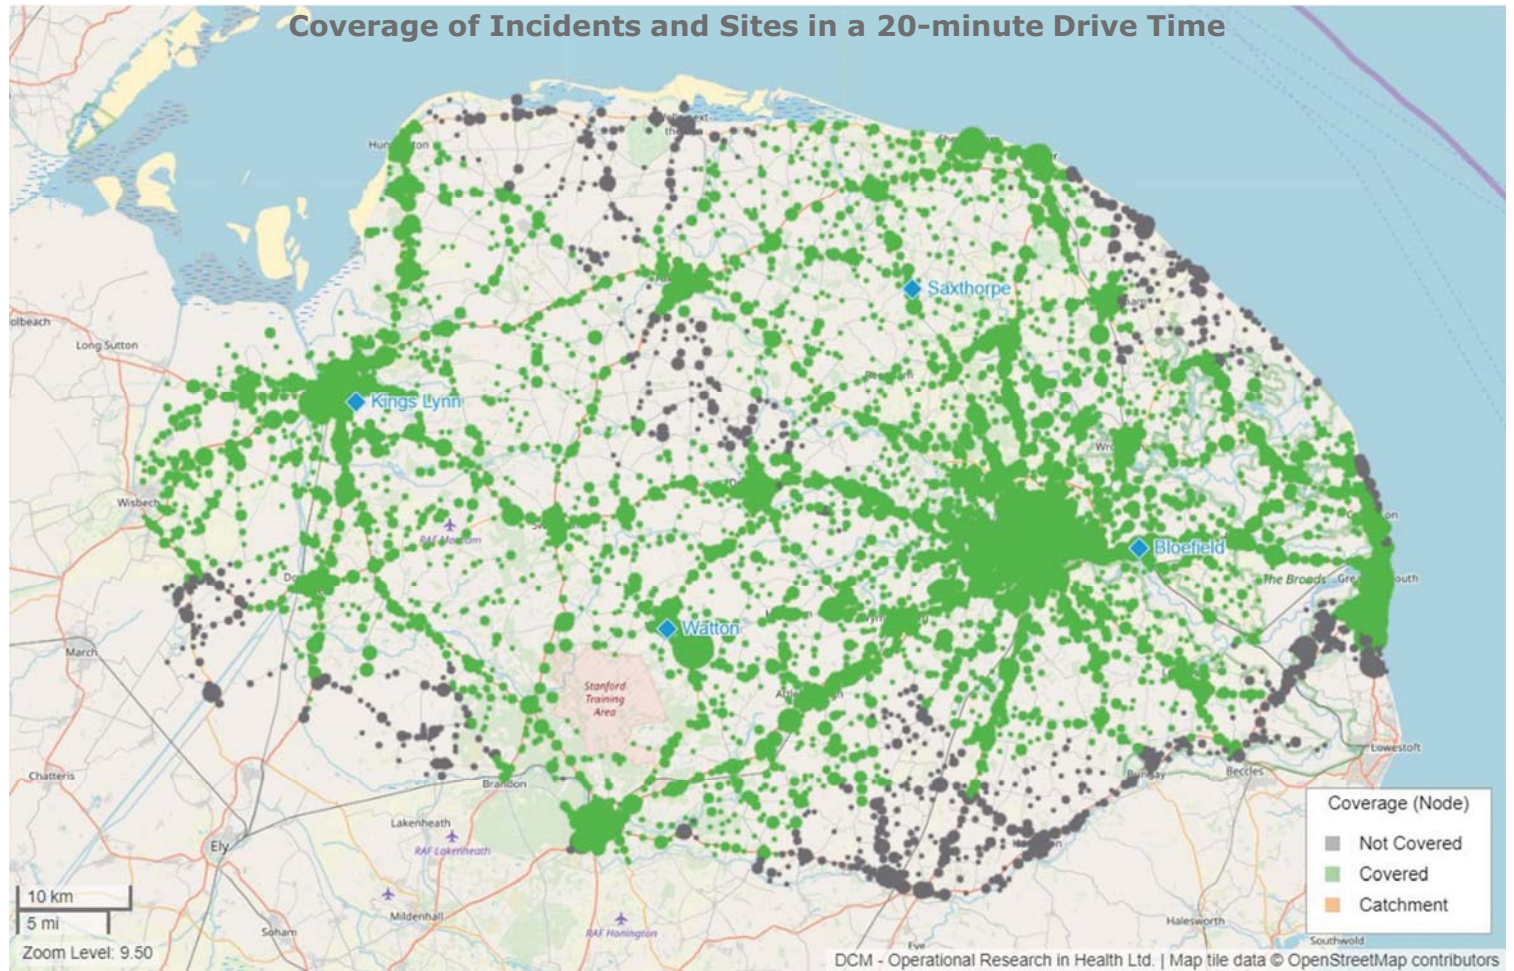 Coverage of Incidents and Sites in a 20-minute Drive Time
Saxthorpe
olbeach
Long Sutton
Kings Lynn
Wisbech
RAF
Bloefield
The Broads
Watton
March
Stanford
Training
Area
Lowestoft
Chatteris
Brandon
Bungay
Beccles
Lakenheath
RAF Lakenheath
Ely
Coverage (Node)
Not Covered
Covered
Catchment
10 km
5 mi
Zoom Level: 9.50
Mildenhall
Soham
RAF Honington
Eve
Halesworth
Southwold
DCM - Operational Research in Health Ltd. | Map tile data © OpenStreetMap contributors